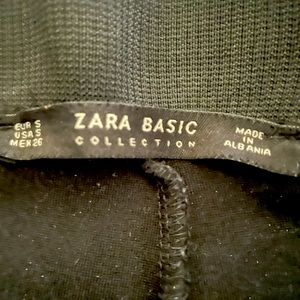 EUR S
USA S
MEX 26
ZARA BASIC
COLLECTION
MADE
IN
ALBANIA